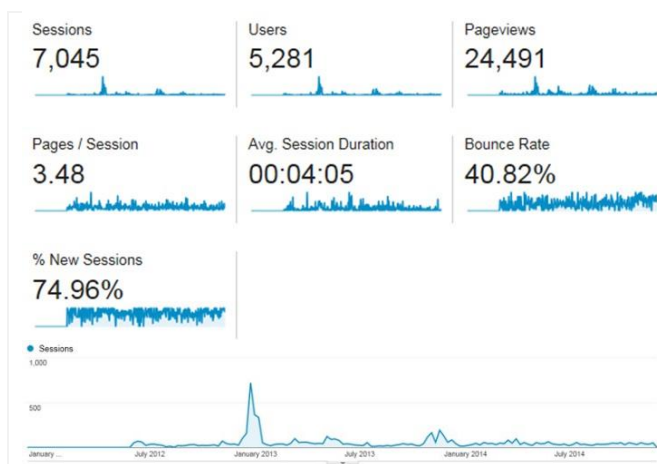 Sessions
7,045
Users
5,281
Pageviews
24,491
Pages / Session
3.48
Avg. Session Duration
00:04:05
Bounce Rate
40.82%
% New Sessions
74.96%
Sessions
1,000
500
January ...
July 2012
January 2013
July 2013
January 2014
July 2014